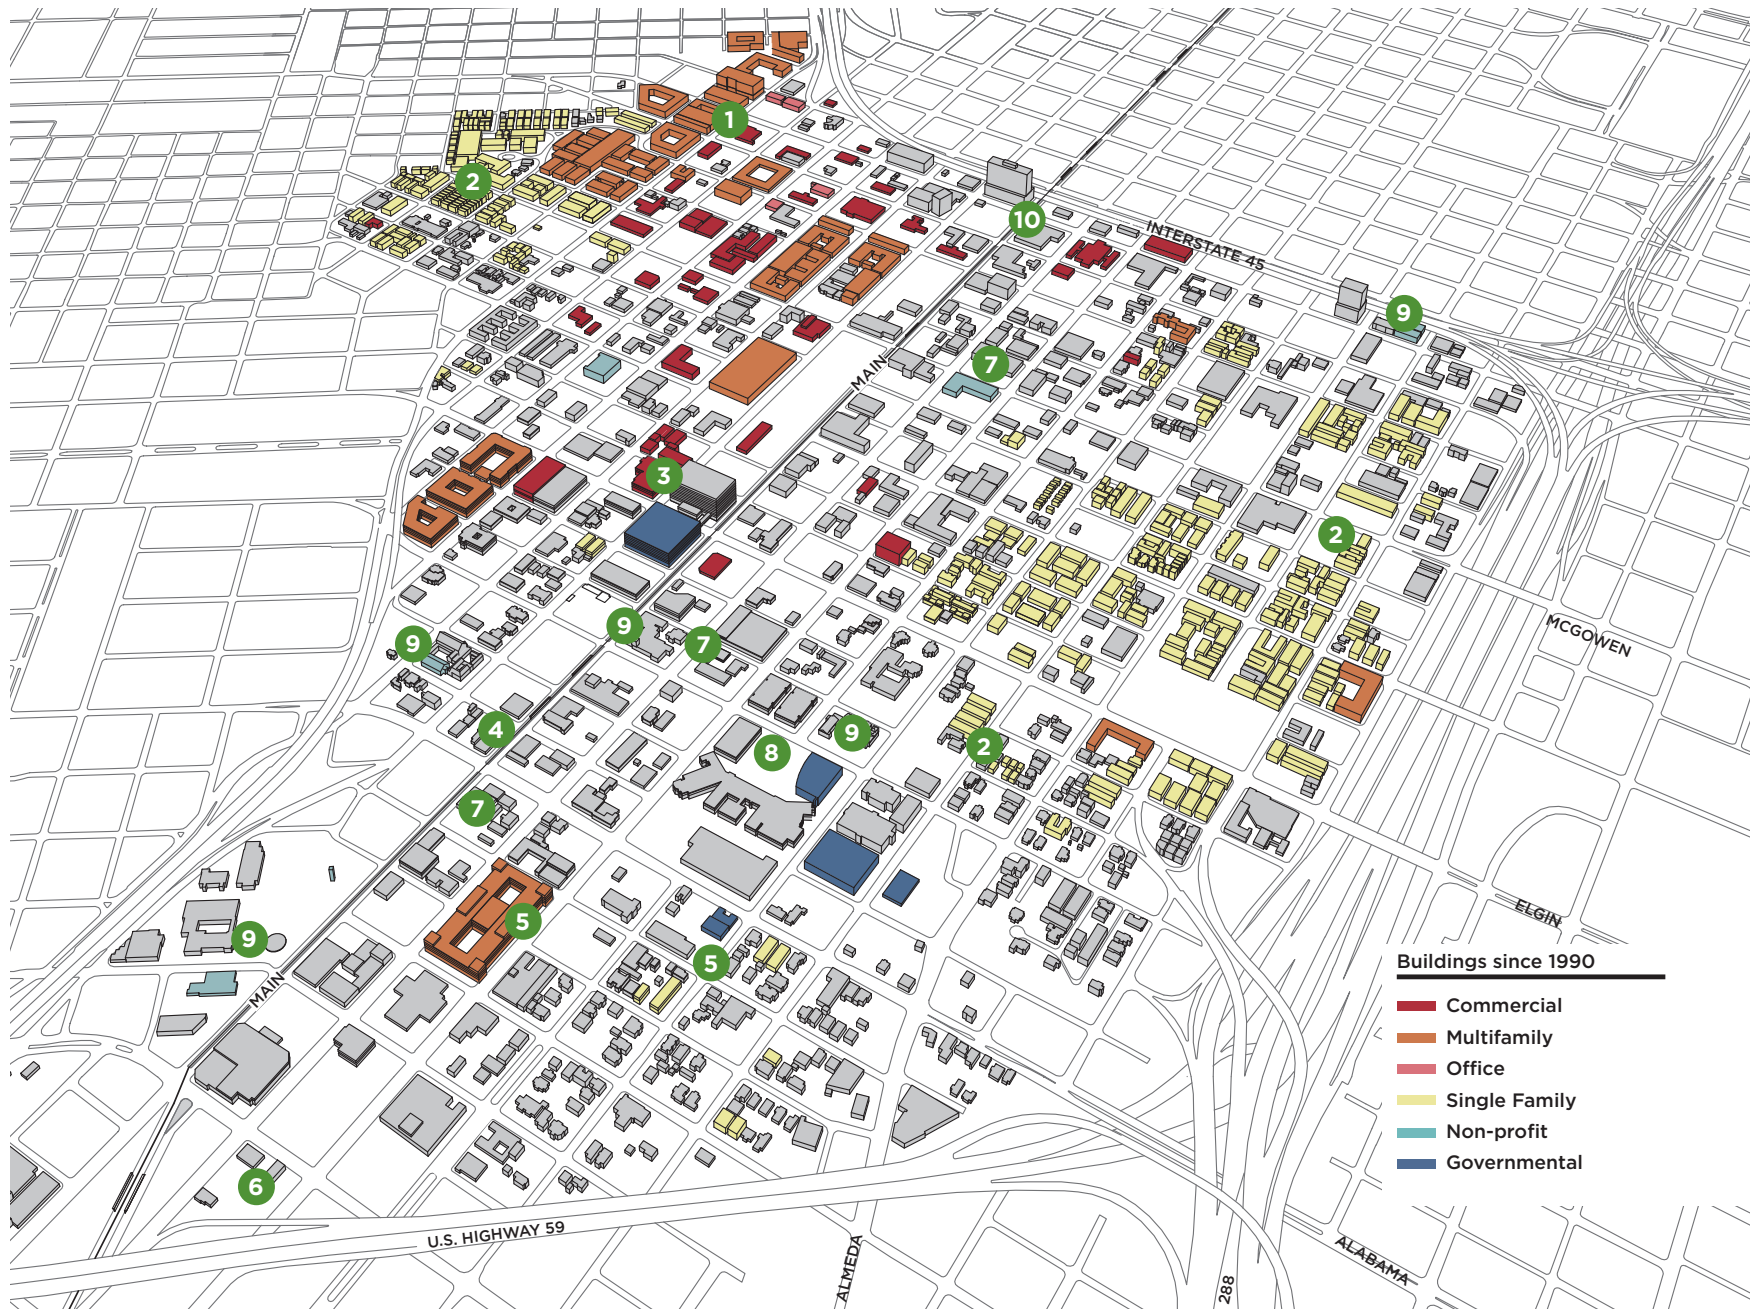 1
2
10
INTERSTATE 45
9
7
MAIN
3
2
MCGOWEN
9
9
7
4
8
9
2
7
ELGIN
5
9
5
MAIN
Buildings since 1990
Commercial
Multifamily
Office
Single Family
Non-profit
Governmental
6
U.S. HIGHWAY 59
ALMEDA
288
ALABAMA